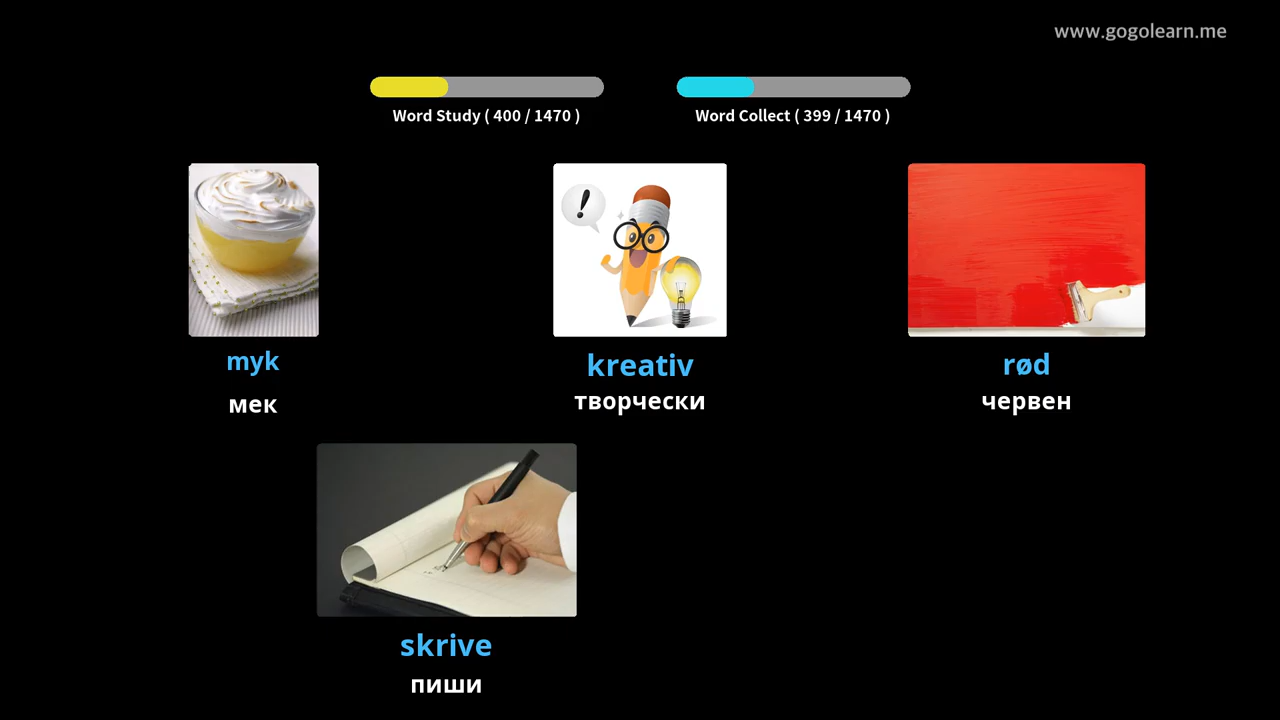 www.gogolearn.me
Word Study ( 400 / 1470 )
Word Collect ( 399 / 1470 )
myk
мек
kreativ
творчески
rød
червен
skrive
пиши